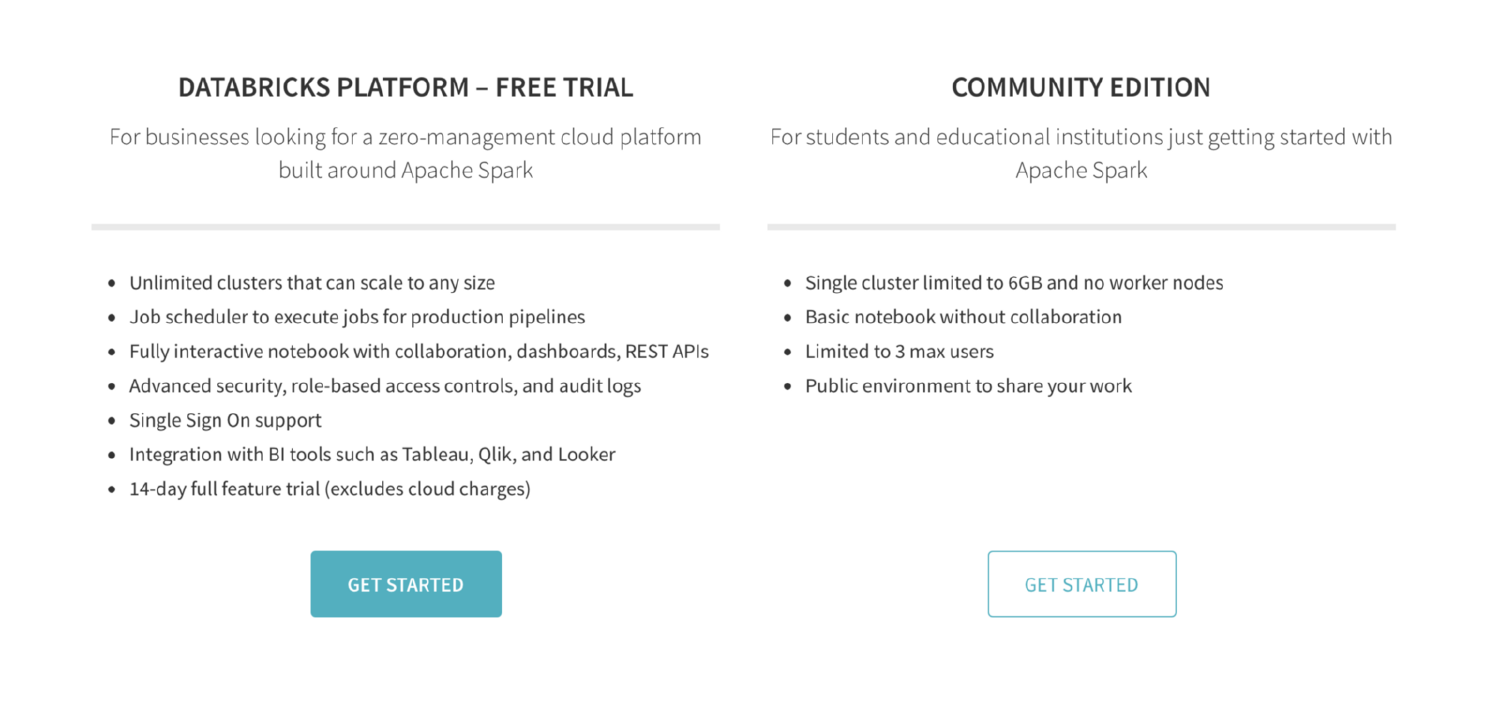 DATABRICKS PLATFORM – FREE TRIAL
For businesses looking for a zero-management cloud platform
built around Apache Spark
• Unlimited clusters that can scale to any size
• Job scheduler to execute jobs for production pipelines
• Fully interactive notebook with collaboration, dashboards, REST APIs
• Advanced security, role-based access controls, and audit logs
• Single Sign On support
• Integration with BI tools such as Tableau, Qlik, and Looker
• 14-day full feature trial (excludes cloud charges)
GET STARTED
COMMUNITY EDITION
For students and educational institutions just getting started with
Apache Spark
• Single cluster limited to 6GB and no worker nodes
• Basic notebook without collaboration
• Limited to 3 max users
• Public environment to share your work
GET STARTED